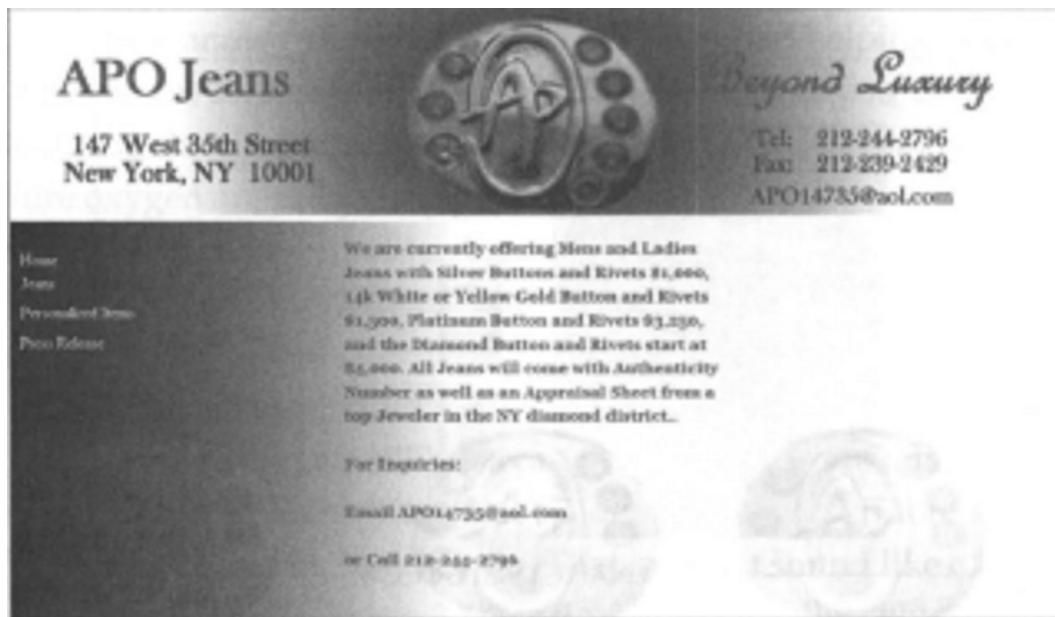 APO Jeans
147 West 35th Street
New York, NY 10001
Beyond Luxury
Tel: 212-244-2796
Fax: 212-239-2429
APO14735@aol.com
Home
Jeans
Personalized Items
Press Release
We are currently offering Mens and Ladies
Jeans with Silver Buttons and Rivets $1,000,
14k White or Yellow Gold Button and Rivets
$1,500, Platinum Button and Rivets $3,250,
and the Diamond Button and Rivets start at
$5,000. All Jeans will come with Authenticity
Number as well as an Appraisal Sheet from a
top Jeweler in the NY diamond district..
For Inquiries:
Email APO14735@aol.com
or Call 212-244-2796